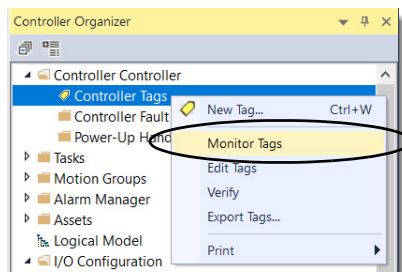 Controller Organizer
Controller Controller
Controller Tags
Controller Fault
Power-Up Hand
Tasks
Motion Groups
Alarm Manager
Assets
Logical Model
I/O Configuration
New Tag... Ctrl+W
Monitor Tags
Edit Tags
Verify
Export Tags...
Print